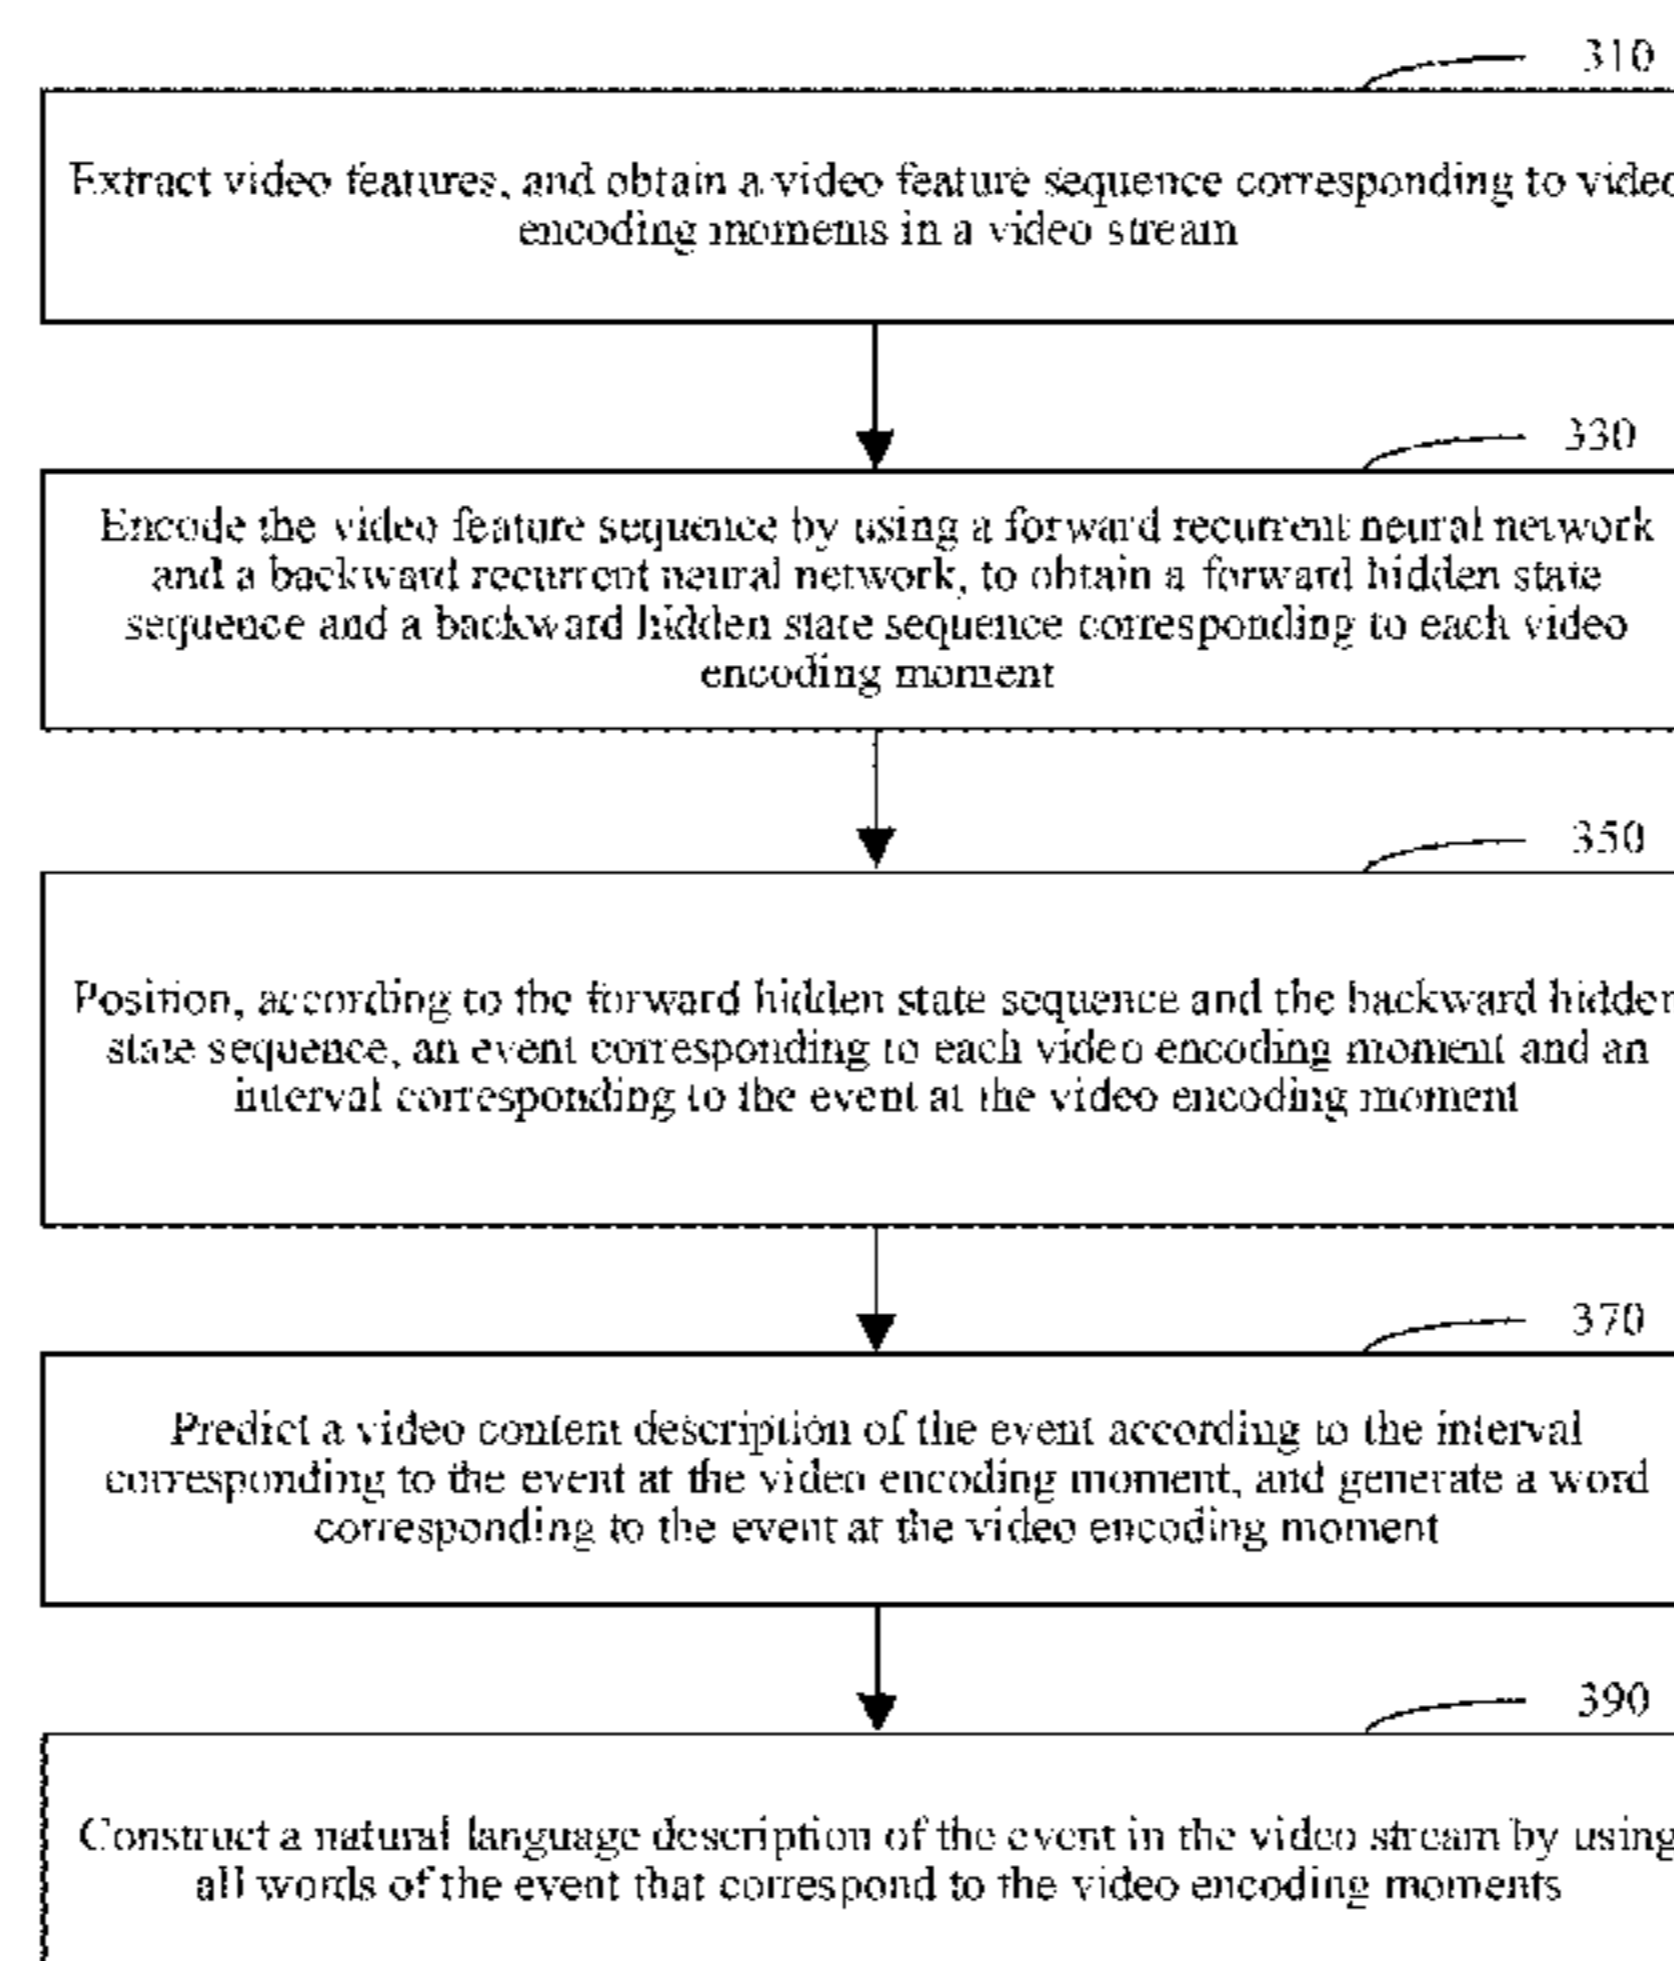 310
Extract video features, and obtain a video feature sequence corresponding to video
encoding moments in a video stream
330
Encode the video feature sequence by using a forward recurrent neural network
and a backward recurrent neural network, to obtain a forward hidden state
sequence and a backward hidden state sequence corresponding to each video
encoding moment
350
Position, according to the forward hidden state sequence and the backward hidden
state sequence, an event corresponding to each video encoding moment and an
interval corresponding to the event at the video encoding moment
370
Predict a video content description of the event according to the interval
corresponding to the event at the video encoding moment, and generate a word
corresponding to the event at the video encoding moment
390
Construct a natural language description of the event in the video stream by using
all words of the event that correspond to the video encoding moments